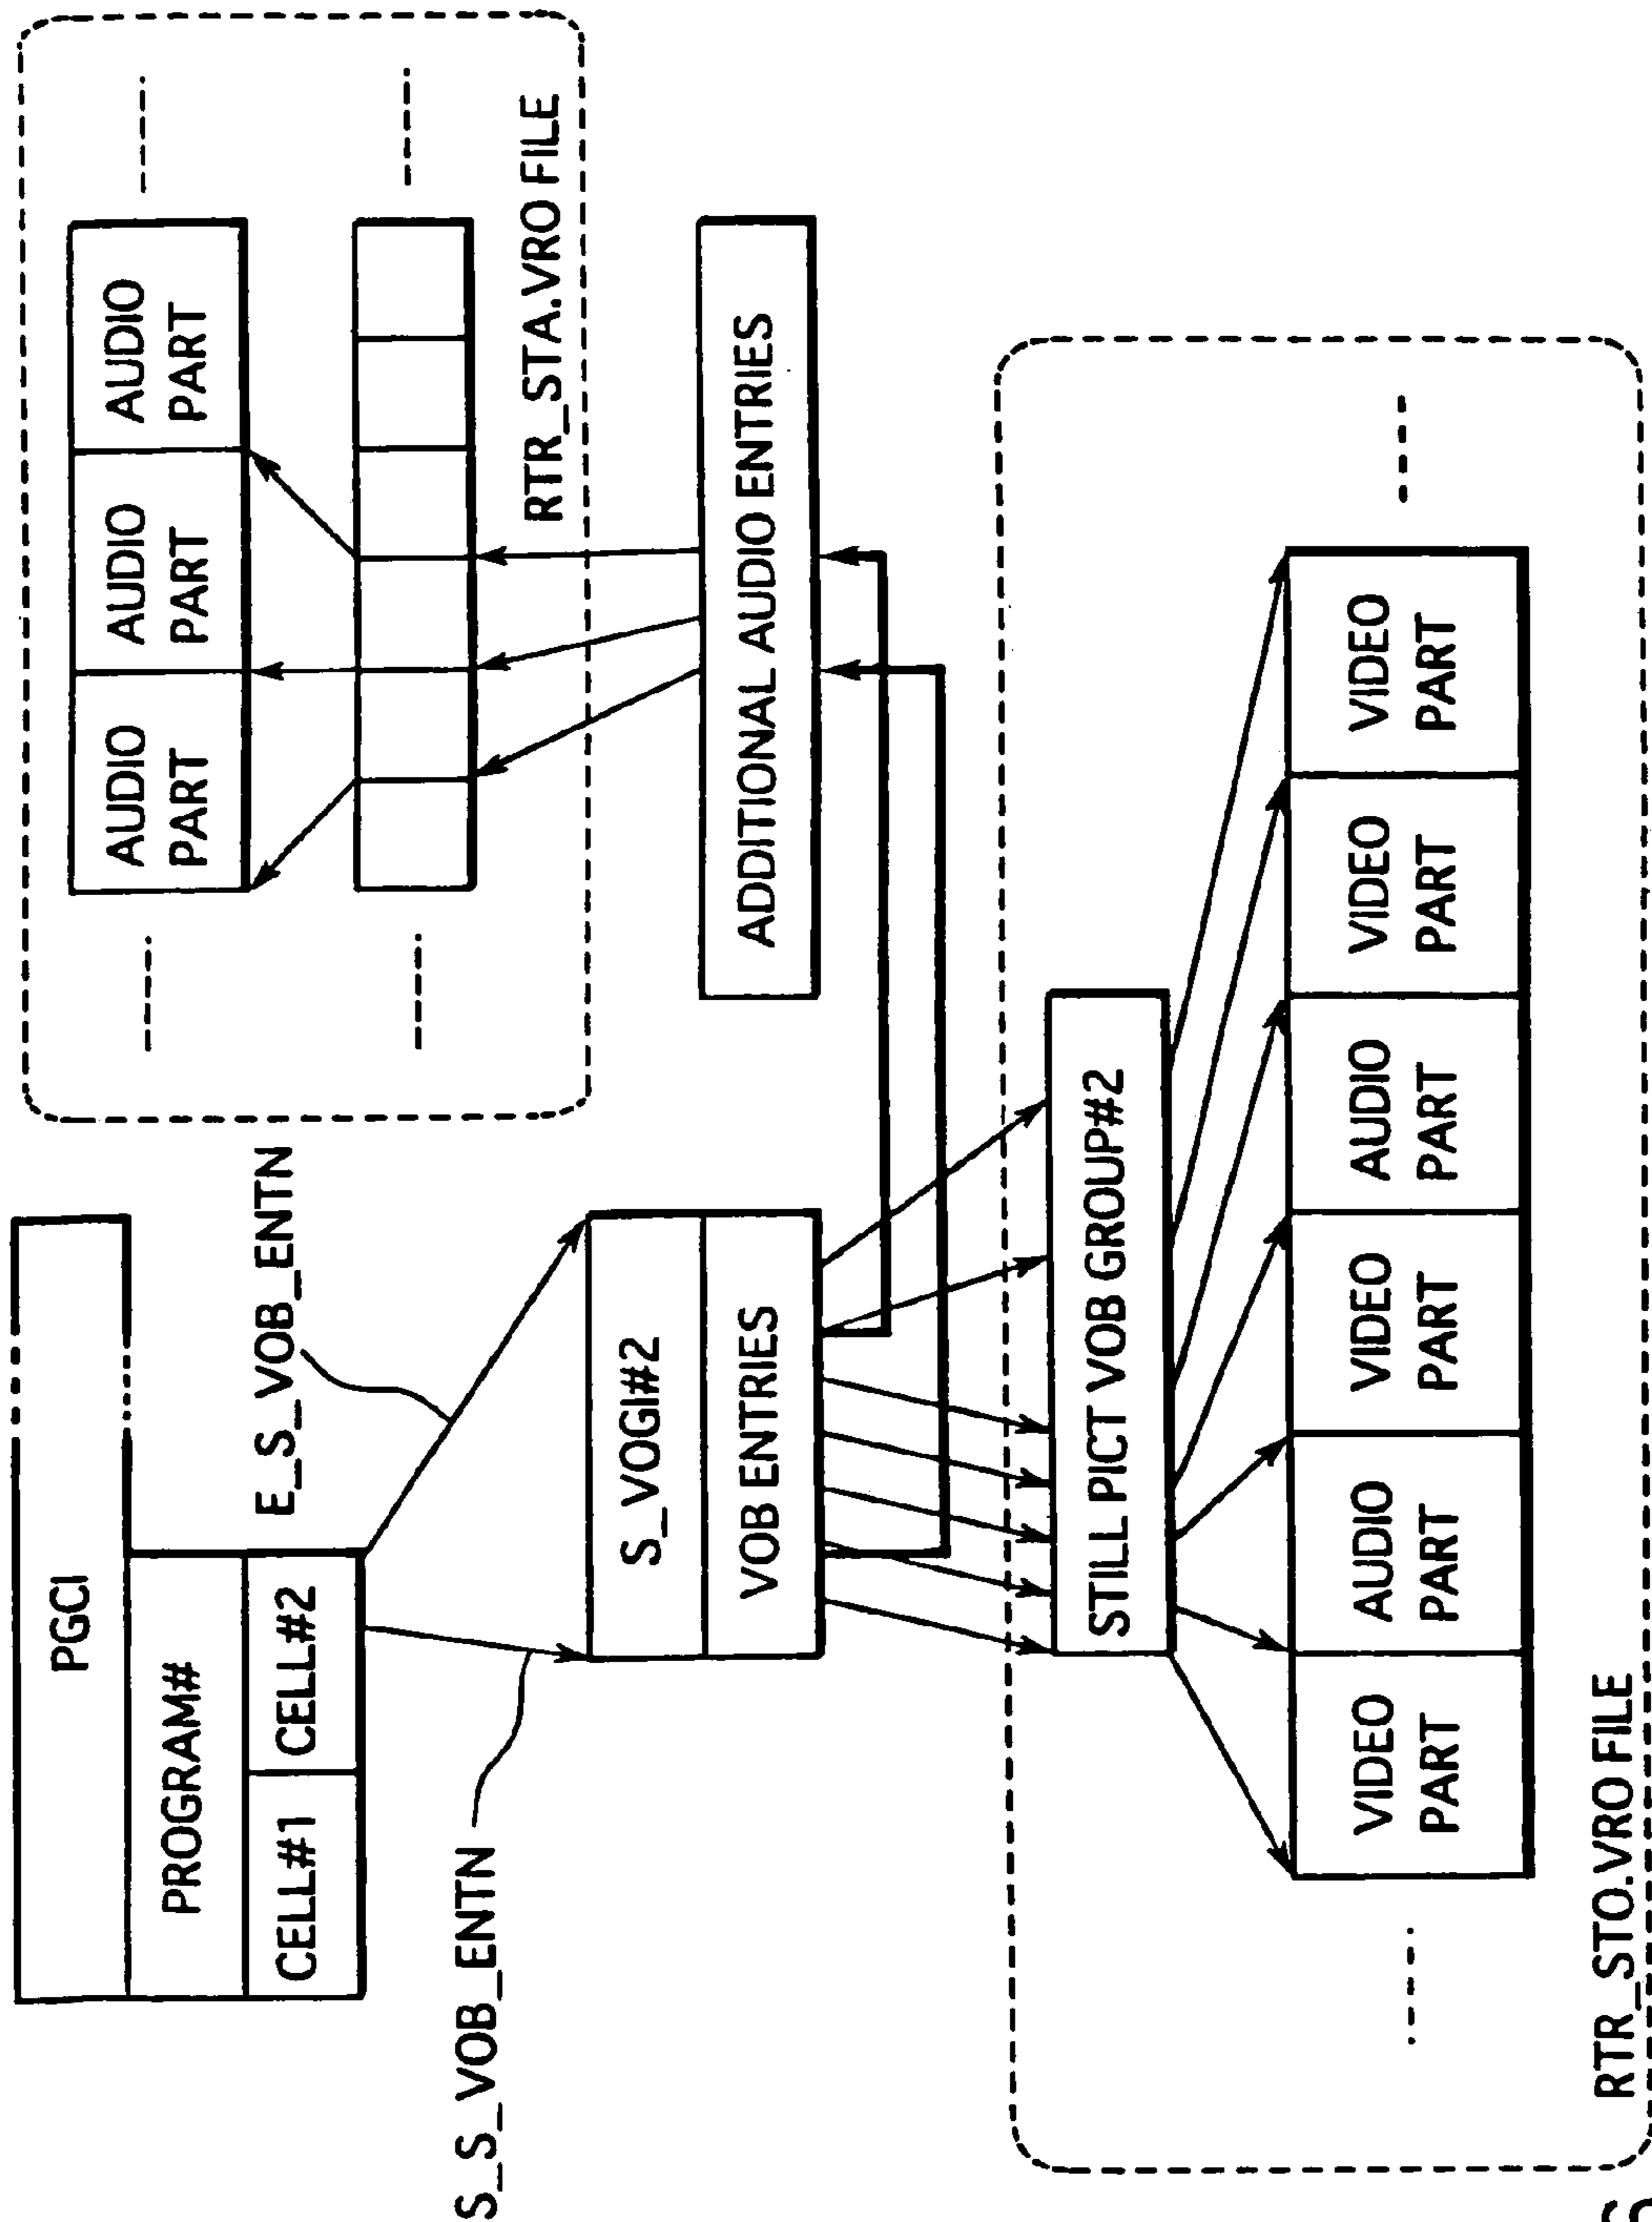 PGCI
PROGRAM#
CELL#1
CELL#2
E_S_VOB_ENTN
S_S_VOB_ENTN
AUDIO
PART
AUDIO
PART
AUDIO
PART
RTR_STA.VRO FILE
S_VOGI#2
VOB ENTRIES
ADDITIONAL AUDIO ENTRIES
STILL PICT VOB GROUP#2
VIDEO
PART
AUDIO
PART
VIDEO
PART
AUDIO
PART
VIDEO
PART
VIDEO
PART
RTR_STO.VRO FILE